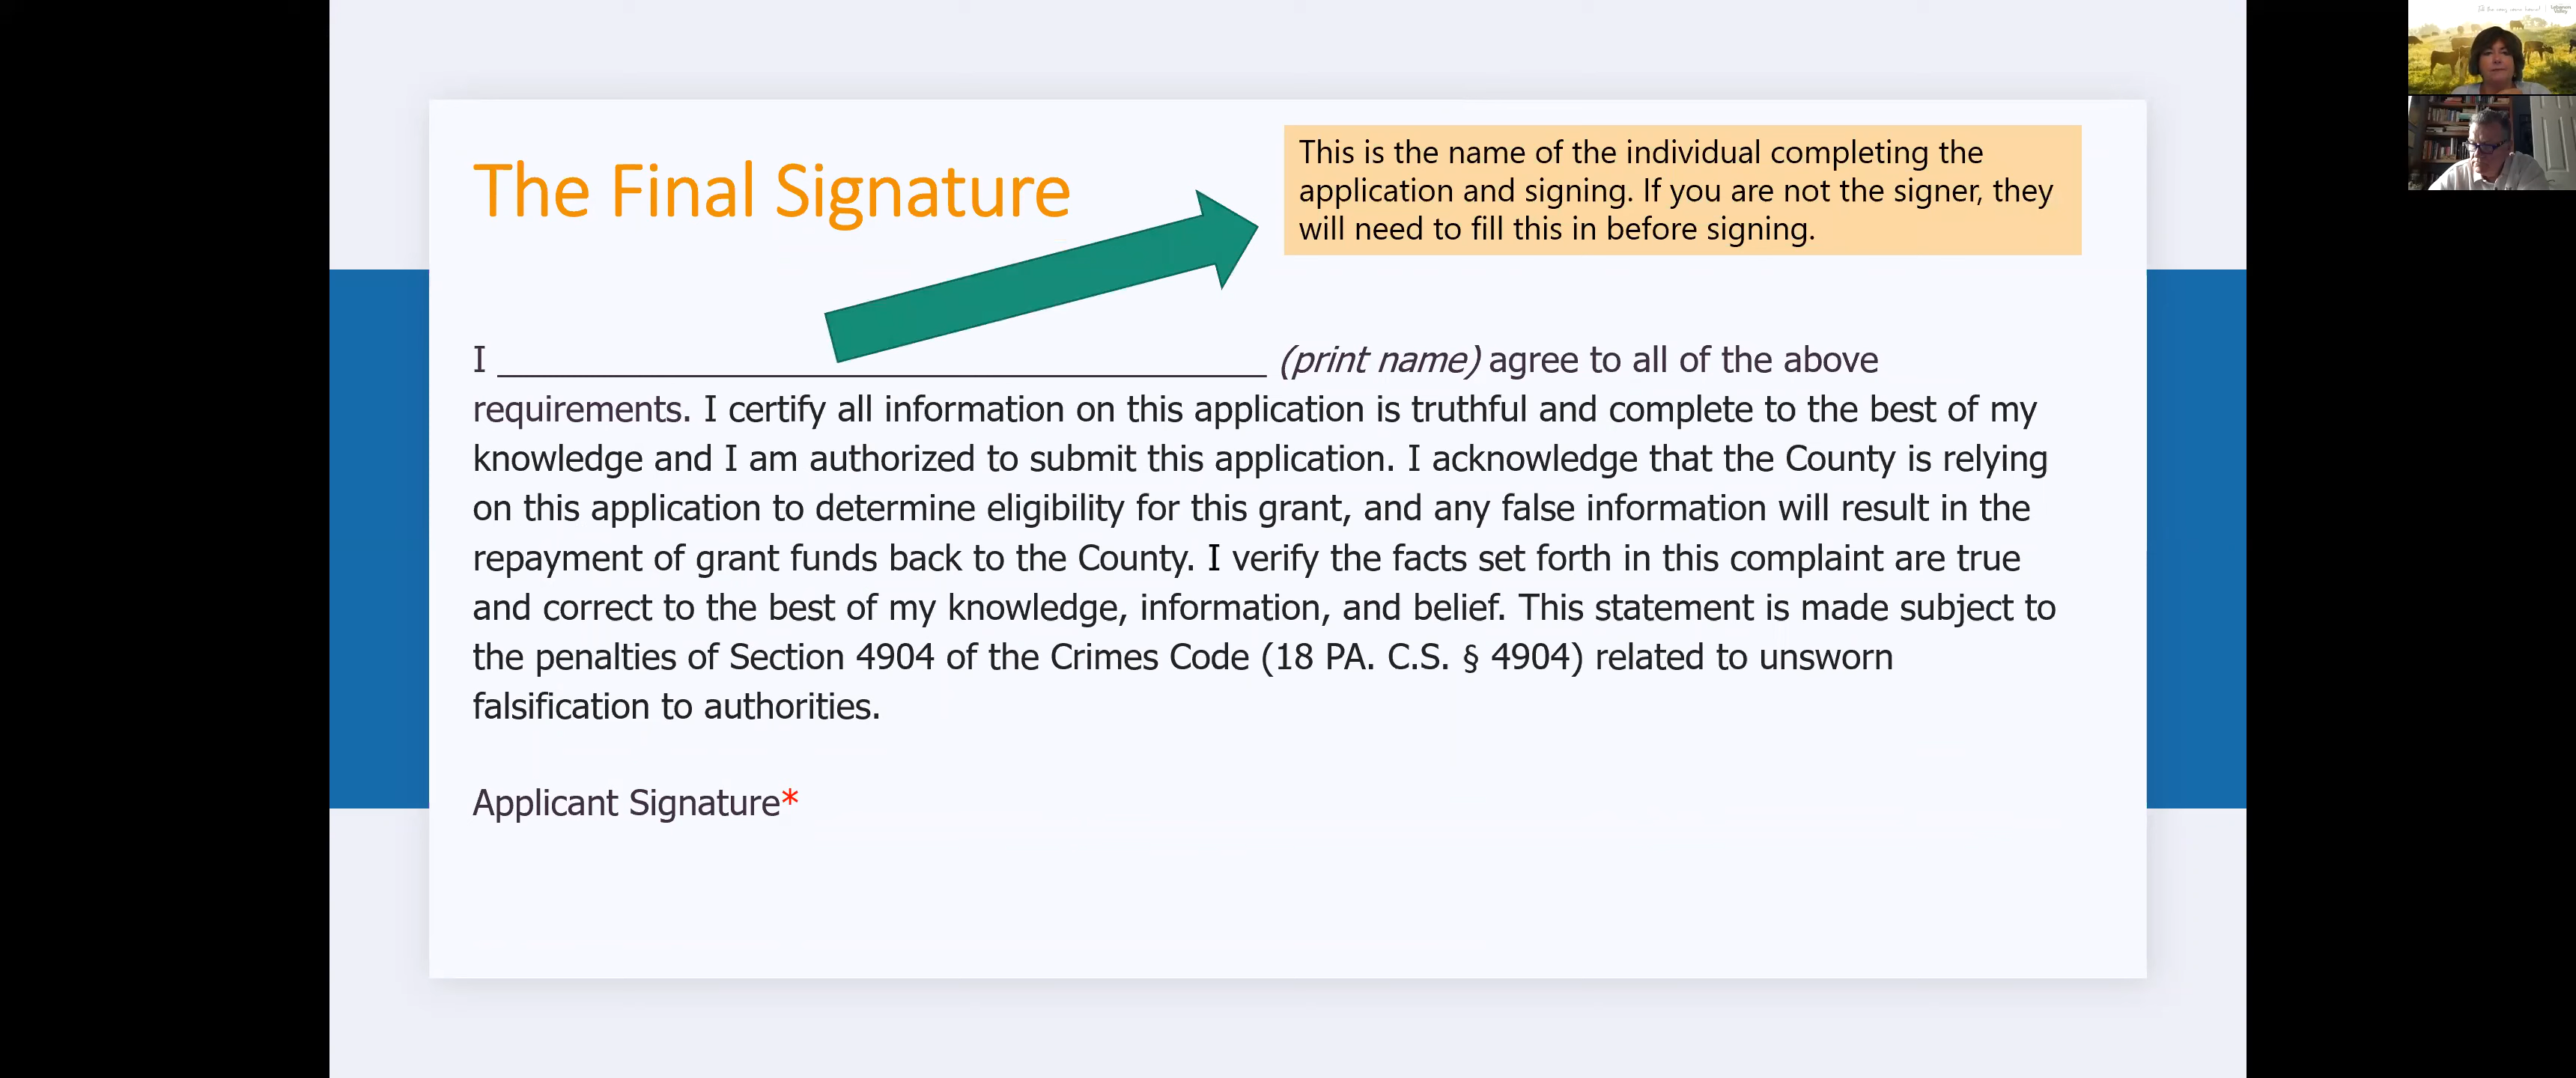 The Final Signature
This is the name of the individual completing the
application and signing. If you are not the signer, they
will need to fill this in before signing.
I ________________________________________ (print name) agree to all of the above
requirements. I certify all information on this application is truthful and complete to the best of my
knowledge and I am authorized to submit this application. I acknowledge that the County is relying
on this application to determine eligibility for this grant, and any false information will result in the
repayment of grant funds back to the County. I verify the facts set forth in this complaint are true
and correct to the best of my knowledge, information, and belief. This statement is made subject to
the penalties of Section 4904 of the Crimes Code (18 PA. C.S. § 4904) related to unsworn
falsification to authorities.
Applicant Signature*
Lebanon
Valley